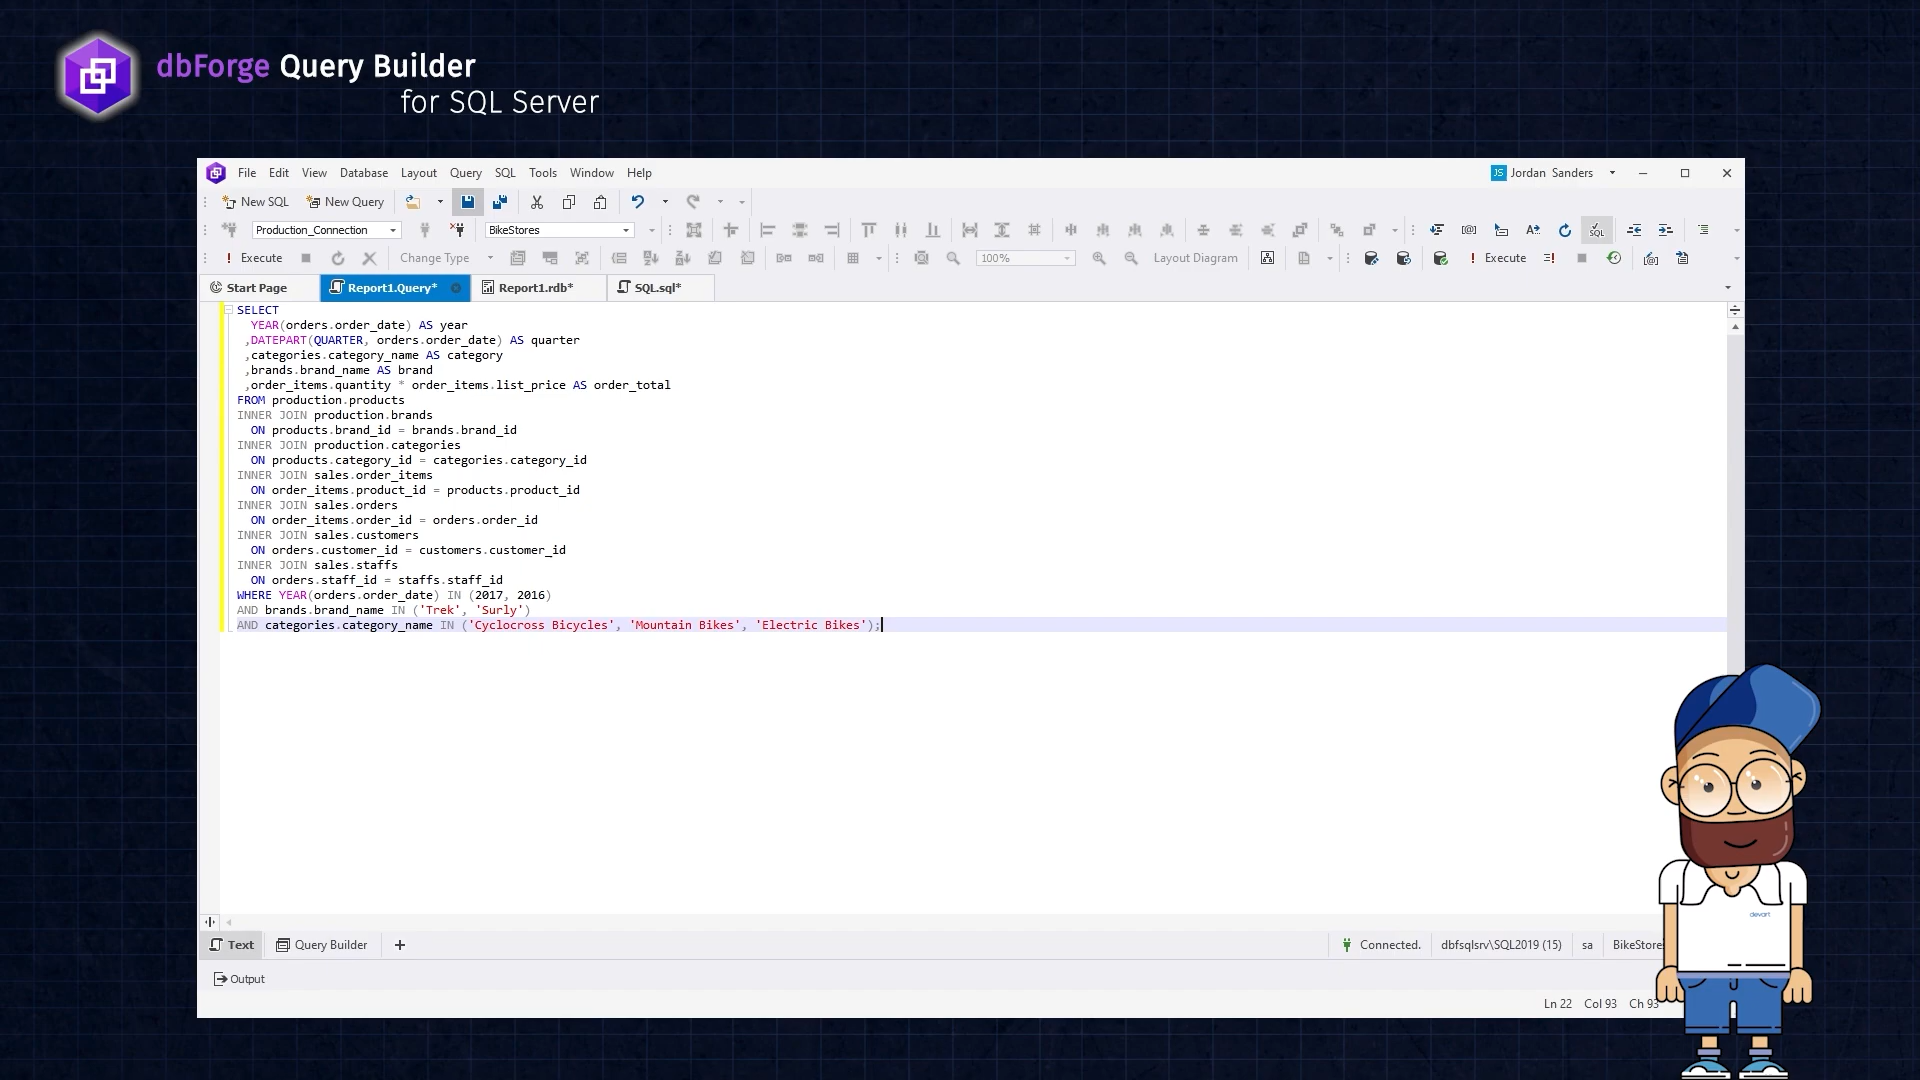 dbForge Query Builder
for SQL Server
File Edit View Database Layout Query SQL Tools Window Help
JS Jordan Sanders
New SQL New Query
Production_Connection BikeStores
SQL
Execute Change Type 100% Layout Diagram Execute
Start Page Report1.Query* Report1.rdb* SQL.sql*
SELECT
YEAR(orders.order_date) AS year
,DATEPART(QUARTER, orders.order_date) AS quarter
,categories.category_name AS category
,brands.brand_name AS brand
,order_items.quantity * order_items.list_price AS order_total
FROM production.products
INNER JOIN production.brands
ON products.brand_id = brands.brand_id
INNER JOIN production.categories
ON products.category_id = categories.category_id
INNER JOIN sales.order_items
ON order_items.product_id = products.product_id
INNER JOIN sales.orders
ON order_items.order_id = orders.order_id
INNER JOIN sales.customers
ON orders.customer_id = customers.customer_id
INNER JOIN sales.staffs
ON orders.staff_id = staffs.staff_id
WHERE YEAR(orders.order_date) IN (2017, 2016)
AND brands.brand_name IN ('Trek', 'Surly')
AND categories.category_name IN ('Cyclocross Bicycles', 'Mountain Bikes', 'Electric Bikes');
devart
Text Query Builder Connected. dbfsqlsrv\SQL2019 (15) sa BikeStores
Output
Ln 22 Col 93 Ch 93